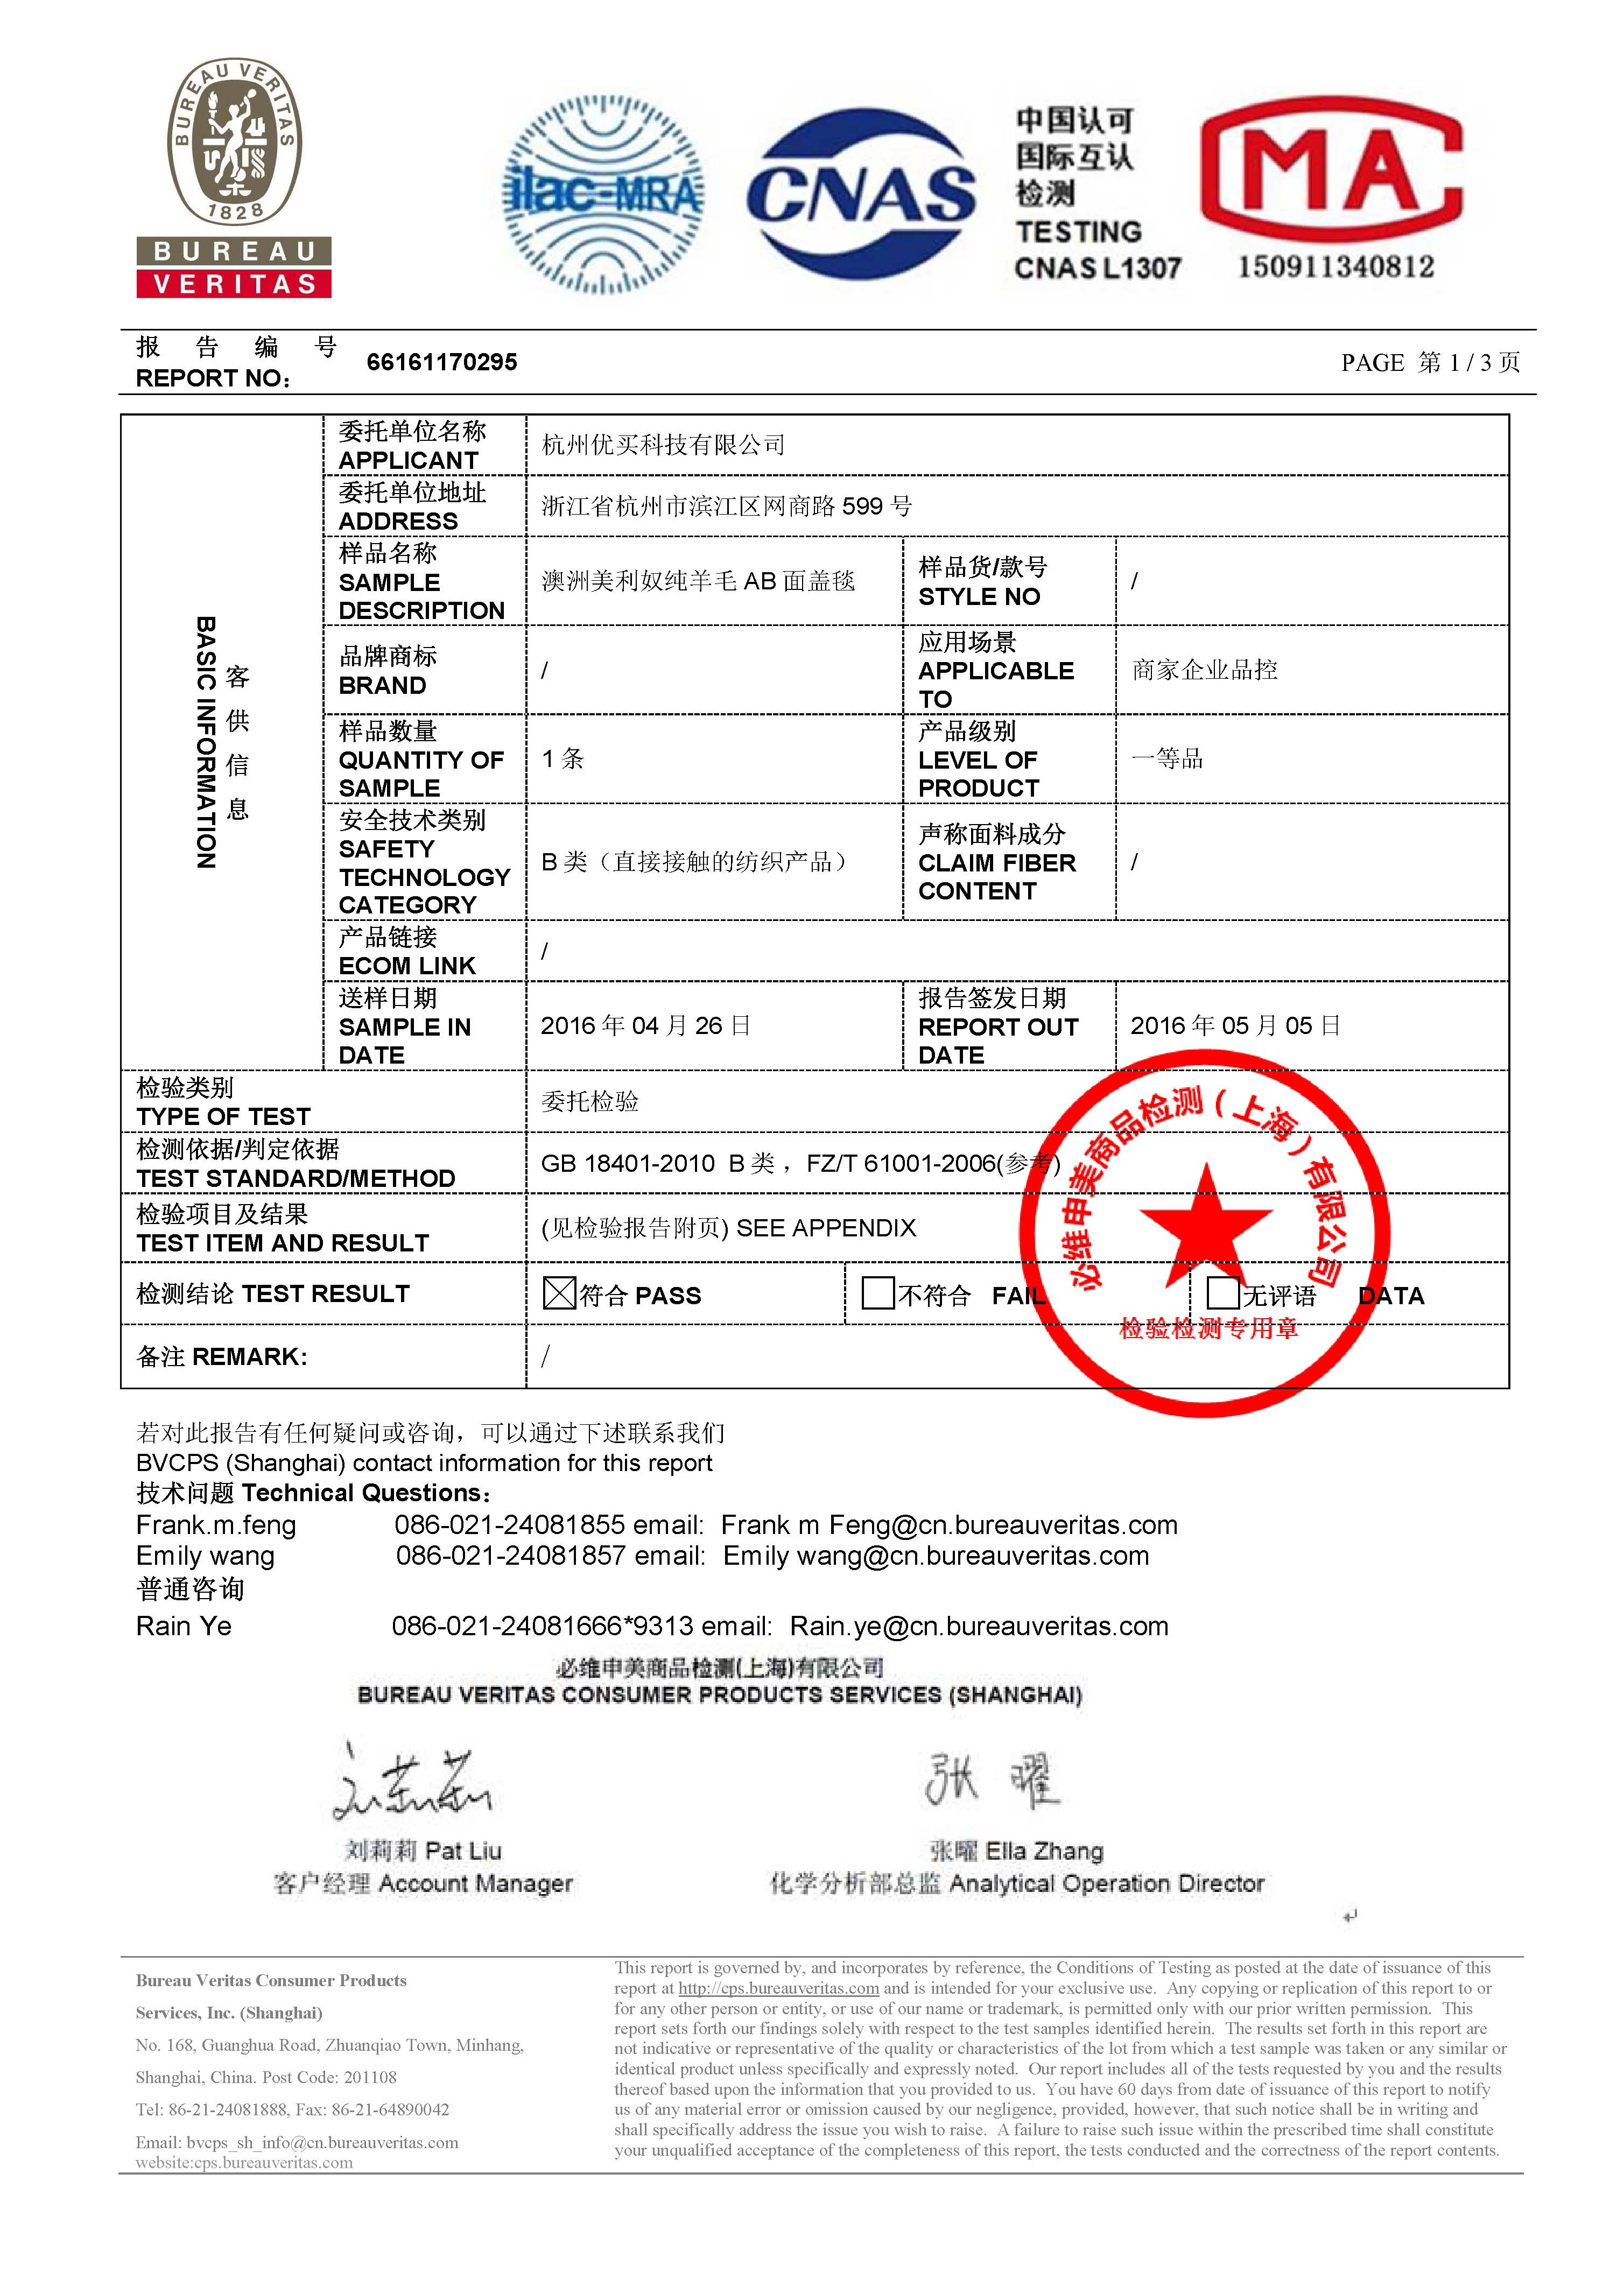 BUREAU VERITAS
1828
BUREAU
VERITAS
ilac-MRA
CNAS
中国认可
国际互认
检测
TESTING
CNAS L1307
MA
150911340812
报 告 编 号
REPORT NO:
66161170295
PAGE 第 1 / 3 页
客供信息
BASIC INFORMATION
委托单位名称
APPLICANT
杭州优买科技有限公司
委托单位地址
ADDRESS
浙江省杭州市滨江区网商路 599 号
样品名称
SAMPLE
DESCRIPTION
澳洲美利奴纯羊毛 AB 面盖毯
样品货/款号
STYLE NO
/
品牌商标
BRAND
/
应用场景
APPLICABLE
TO
商家企业品控
样品数量
QUANTITY OF
SAMPLE
1 条
产品级别
LEVEL OF
PRODUCT
一等品
安全技术类别
SAFETY
TECHNOLOGY
CATEGORY
B 类（直接接触的纺织产品）
声称面料成分
CLAIM FIBER
CONTENT
/
产品链接
ECOM LINK
/
送样日期
SAMPLE IN
DATE
2016 年 04 月 26 日
报告签发日期
REPORT OUT
DATE
2016 年 05 月 05 日
检验类别
TYPE OF TEST
委托检验
检测依据/判定依据
TEST STANDARD/METHOD
GB 18401-2010 B 类，FZ/T 61001-2006(参考)
检验项目及结果
TEST ITEM AND RESULT
(见检验报告附页) SEE APPENDIX
检测结论 TEST RESULT
符合 PASS
不符合 FAIL
无评语 DATA
备注 REMARK:
/
必维申美商品检测（上海）有限公司
检验检测专用章
若对此报告有任何疑问或咨询，可以通过下述联系我们
BVCPS (Shanghai) contact information for this report
技术问题 Technical Questions:
Frank.m.feng 086-021-24081855 email: Frank m Feng@cn.bureauveritas.com
Emily wang 086-021-24081857 email: Emily wang@cn.bureauveritas.com
普通咨询
Rain Ye 086-021-24081666*9313 email: Rain.ye@cn.bureauveritas.com
必维申美商品检测(上海)有限公司
BUREAU VERITAS CONSUMER PRODUCTS SERVICES (SHANGHAI)
刘莉莉
张 曜
刘莉莉 Pat Liu
客户经理 Account Manager
张曜 Ella Zhang
化学分析部总监 Analytical Operation Director
Bureau Veritas Consumer Products
Services, Inc. (Shanghai)
No. 168, Guanghua Road, Zhuanqiao Town, Minhang,
Shanghai, China. Post Code: 201108
Tel: 86-21-24081888, Fax: 86-21-64890042
Email: bvcps_sh_info@cn.bureauveritas.com
website:cps.bureauveritas.com
This report is governed by, and incorporates by reference, the Conditions of Testing as posted at the date of issuance of this
report at http://cps.bureauveritas.com and is intended for your exclusive use. Any copying or replication of this report to or
for any other person or entity, or use of our name or trademark, is permitted only with our prior written permission. This
report sets forth our findings solely with respect to the test samples identified herein. The results set forth in this report are
not indicative or representative of the quality or characteristics of the lot from which a test sample was taken or any similar or
identical product unless specifically and expressly noted. Our report includes all of the tests requested by you and the results
thereof based upon the information that you provided to us. You have 60 days from date of issuance of this report to notify
us of any material error or omission caused by our negligence, provided, however, that such notice shall be in writing and
shall specifically address the issue you wish to raise. A failure to raise such issue within the prescribed time shall constitute
your unqualified acceptance of the completeness of this report, the tests conducted and the correctness of the report contents.